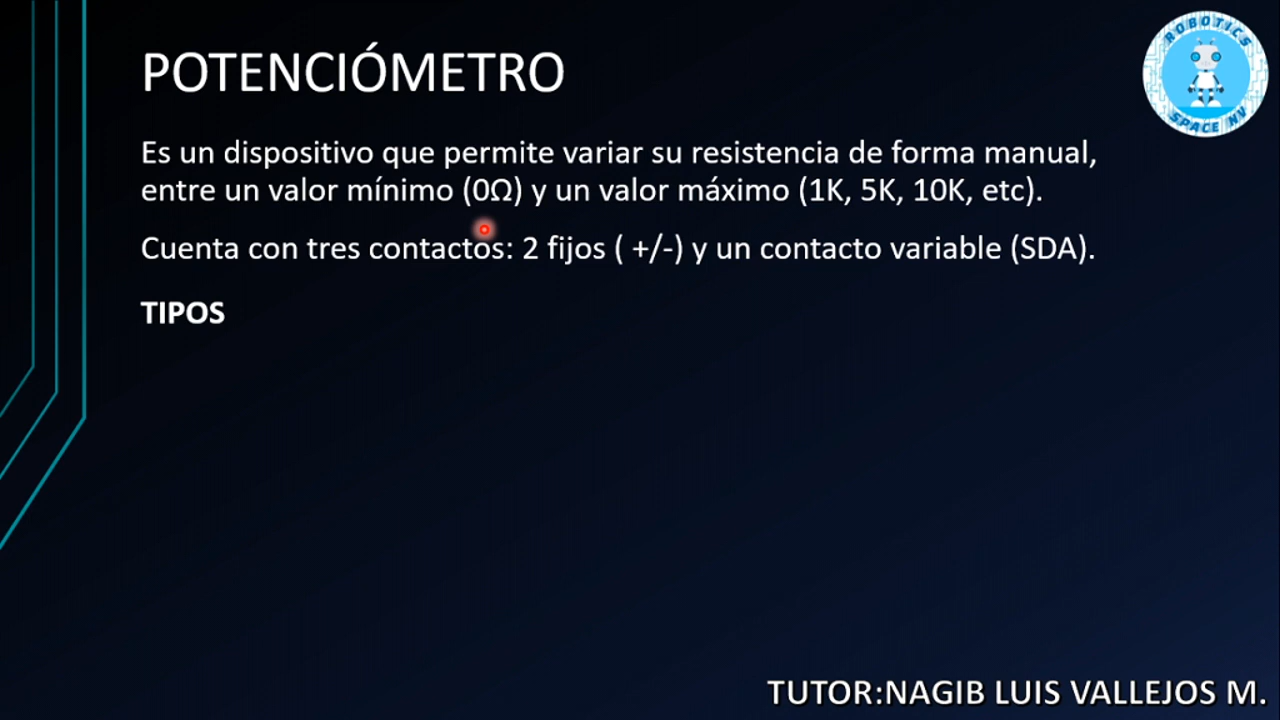 POTENCIÓMETRO
ROBOTICS
SPACE NV
Es un dispositivo que permite variar su resistencia de forma manual,
entre un valor mínimo (0Ω) y un valor máximo (1K, 5K, 10K, etc).
Cuenta con tres contactos: 2 fijos ( +/-) y un contacto variable (SDA).
TIPOS
TUTOR:NAGIB LUIS VALLEJOS M.